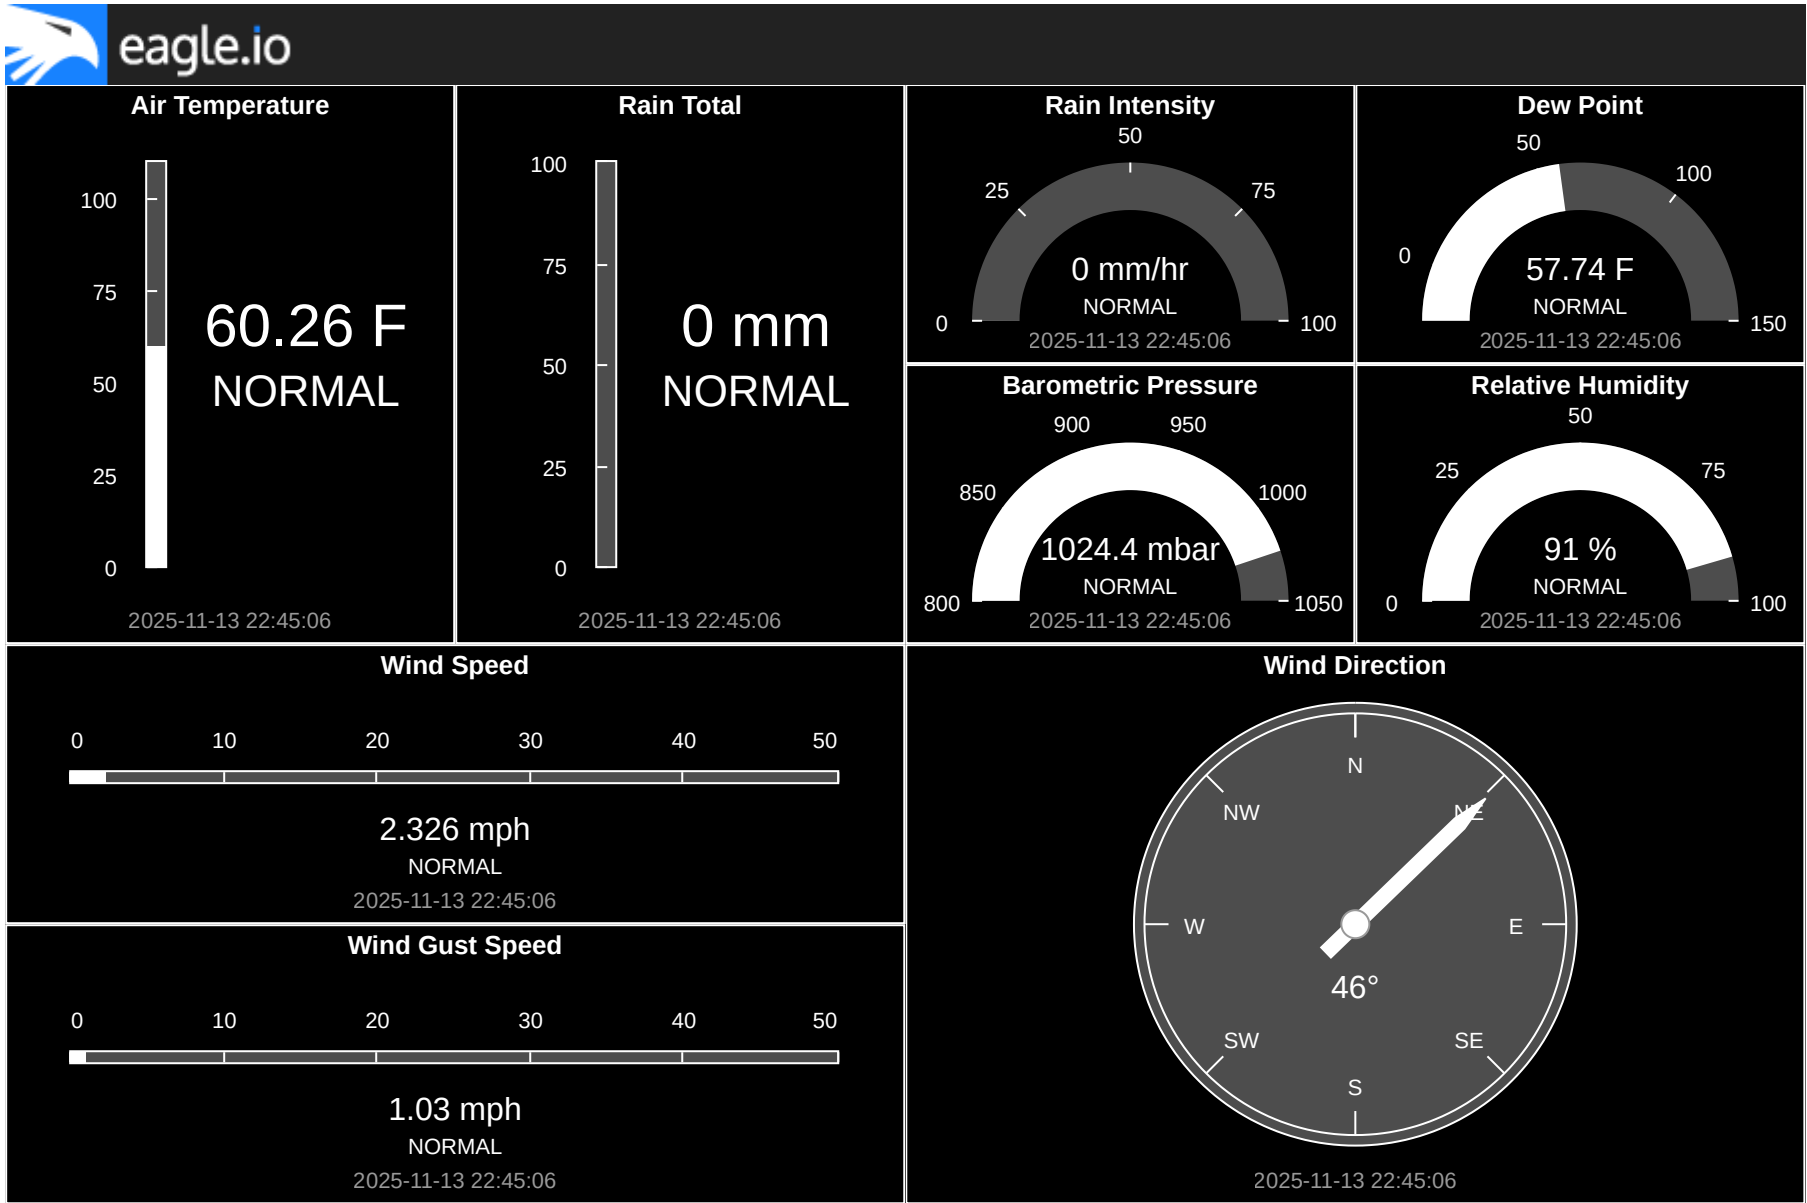 eagle.io
Air Temperature
100
75
50
25
0
60.26 F
NORMAL
2025-11-13 22:45:06
Rain Total
100
75
50
25
0
0 mm
NORMAL
2025-11-13 22:45:06
Rain Intensity
0
25
50
75
100
0 mm/hr
NORMAL
2025-11-13 22:45:06
Dew Point
0
50
100
150
57.74 F
NORMAL
2025-11-13 22:45:06
Barometric Pressure
800
850
900
950
1000
1050
1024.4 mbar
NORMAL
2025-11-13 22:45:06
Relative Humidity
0
25
50
75
100
91 %
NORMAL
2025-11-13 22:45:06
Wind Speed
0 10 20 30 40 50
2.326 mph
NORMAL
2025-11-13 22:45:06
Wind Gust Speed
0 10 20 30 40 50
1.03 mph
NORMAL
2025-11-13 22:45:06
Wind Direction
N
NW NE
W E
46°
SW SE
S
2025-11-13 22:45:06